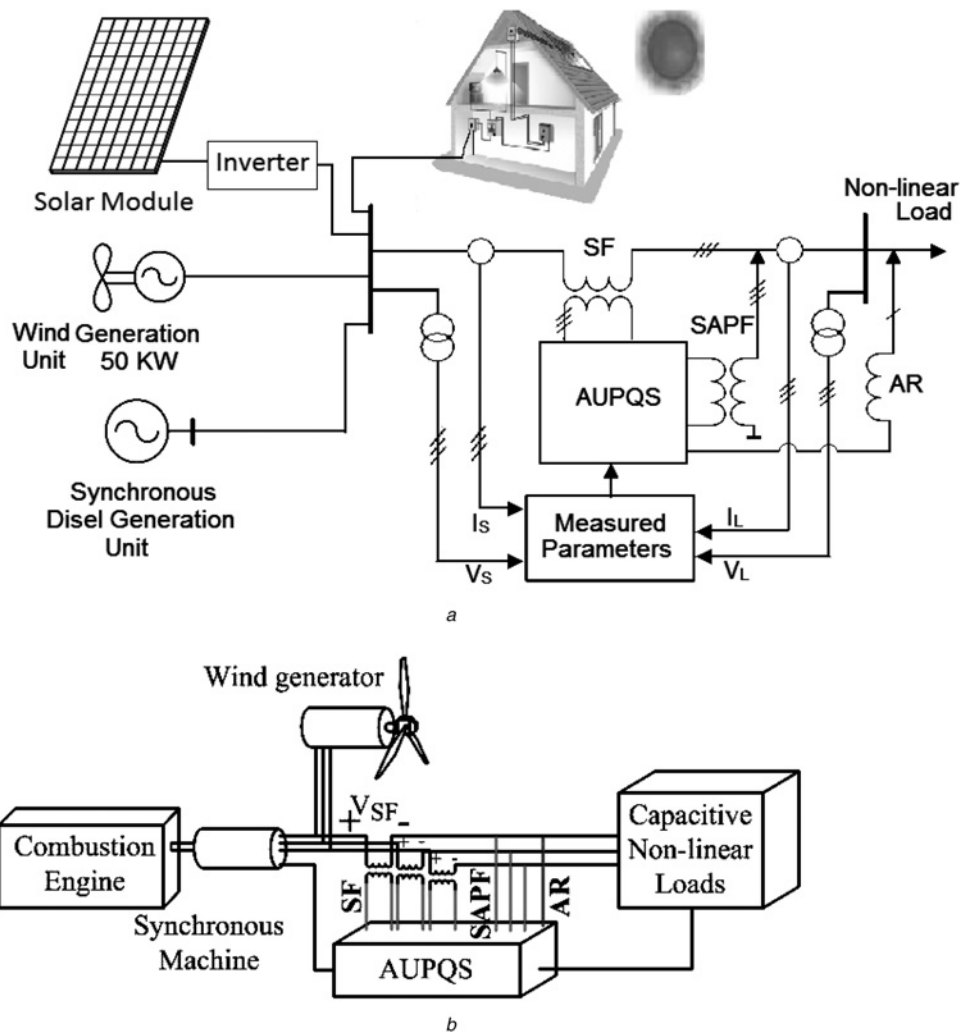 Solar Module
Inverter
Wind Generation
Unit 50 KW
Synchronous
Disel Generation
Unit
SF
Non-linear
Load
SAPF
AUPQS
AR
Measured
Parameters
IS
VS
IL
VL
a
Wind generator
+VSF-
+ -
+ -
Combustion
Engine
Synchronous
Machine
SF
SAPF
AR
AUPQS
Capacitive
Non-linear
Loads
b